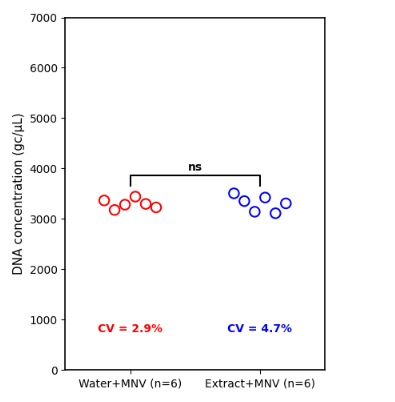 DNA concentration (gc/μL)
7000
6000
5000
4000
3000
2000
1000
0
ns
CV = 2.9%
CV = 4.7%
Water+MNV (n=6)
Extract+MNV (n=6)